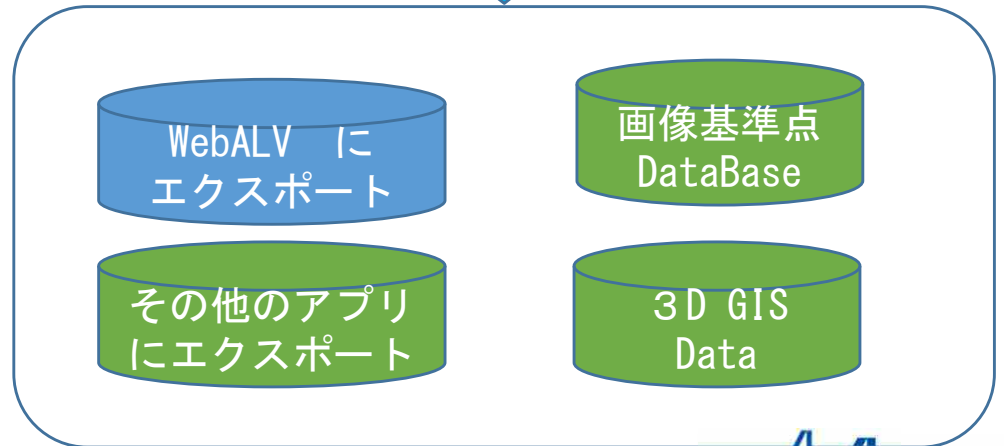 WebALV に
エクスポート
画像基準点
DataBase
その他のアプリ
にエクスポート
３D GIS
Data